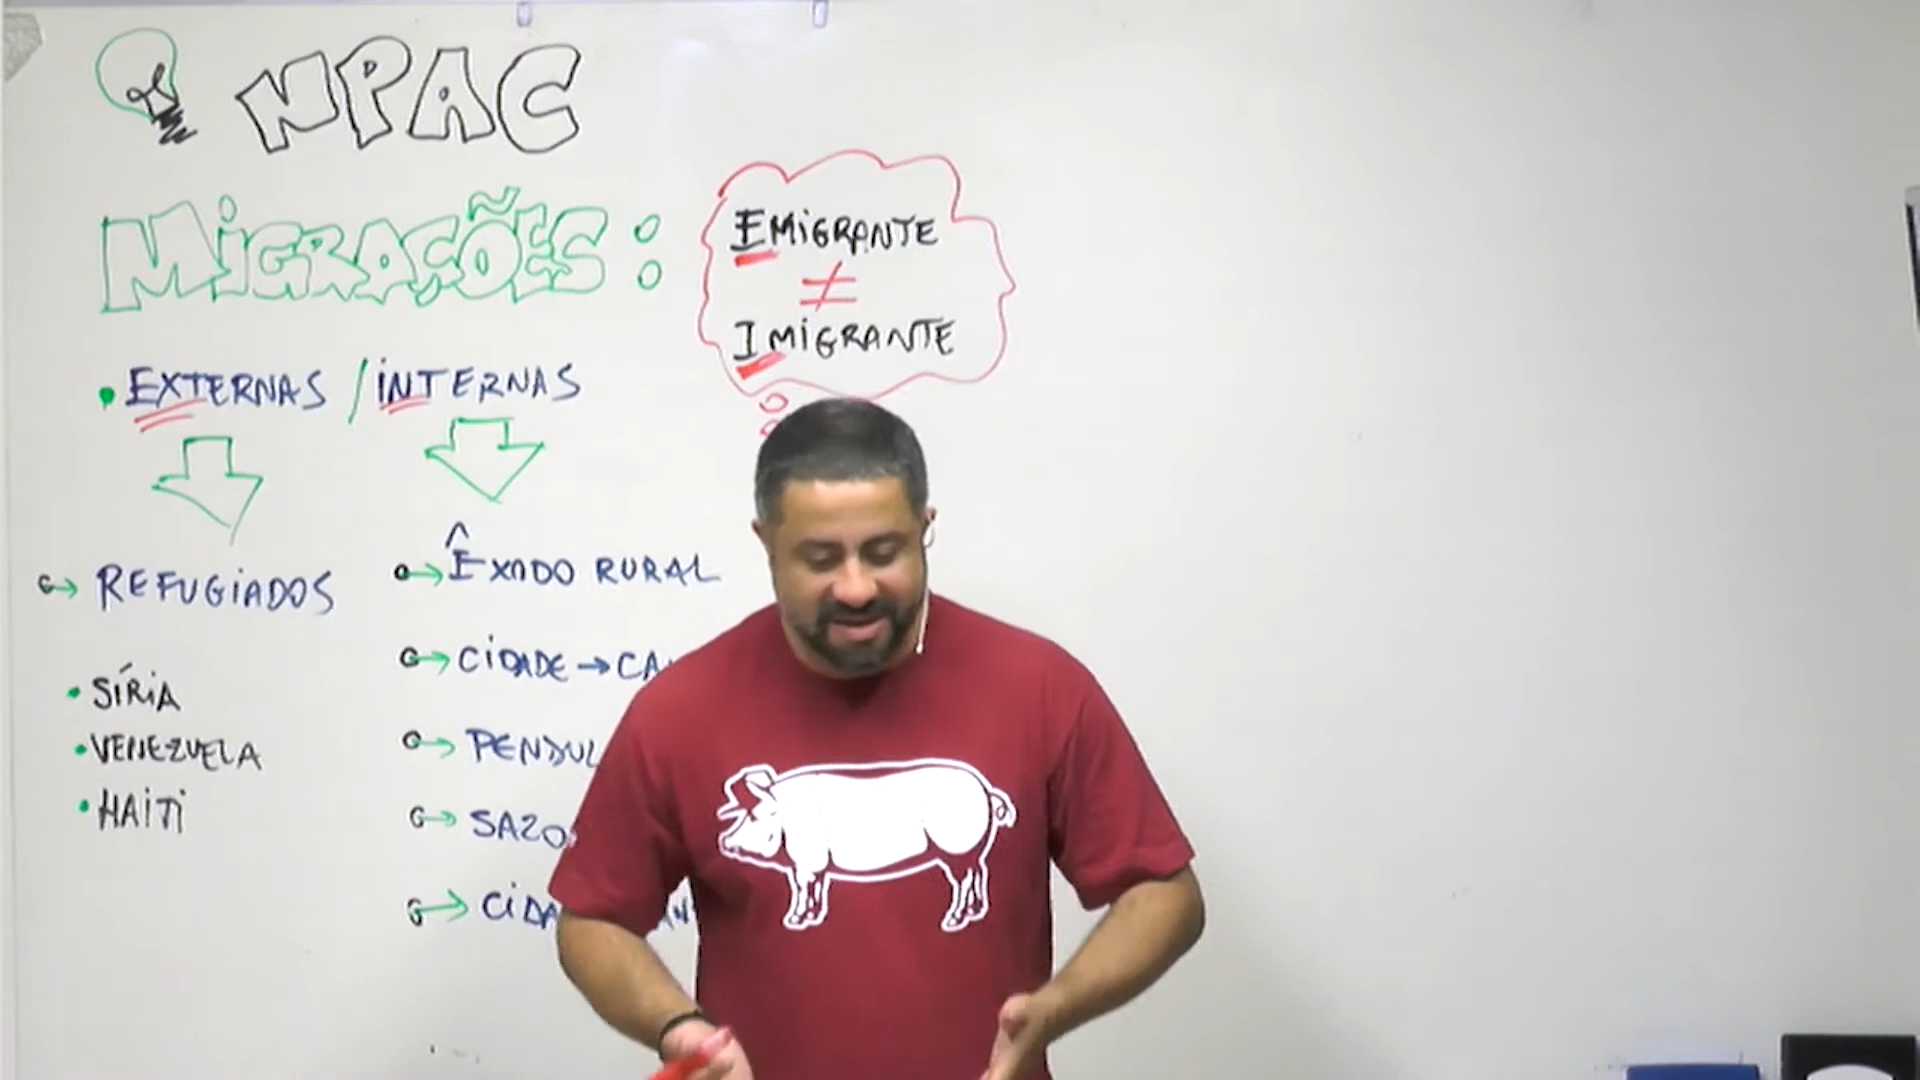 NPAC
MIGRAÇÕES:
EMIGRANTE
≠
IMIGRANTE
• EXTERNAS / INTERNAS
REFUGIADOS
• SÍRIA
• VENEZUELA
• HAITI
ÊXODO RURAL
CIDADE → CA
PENDUL
SAZO
CIDA